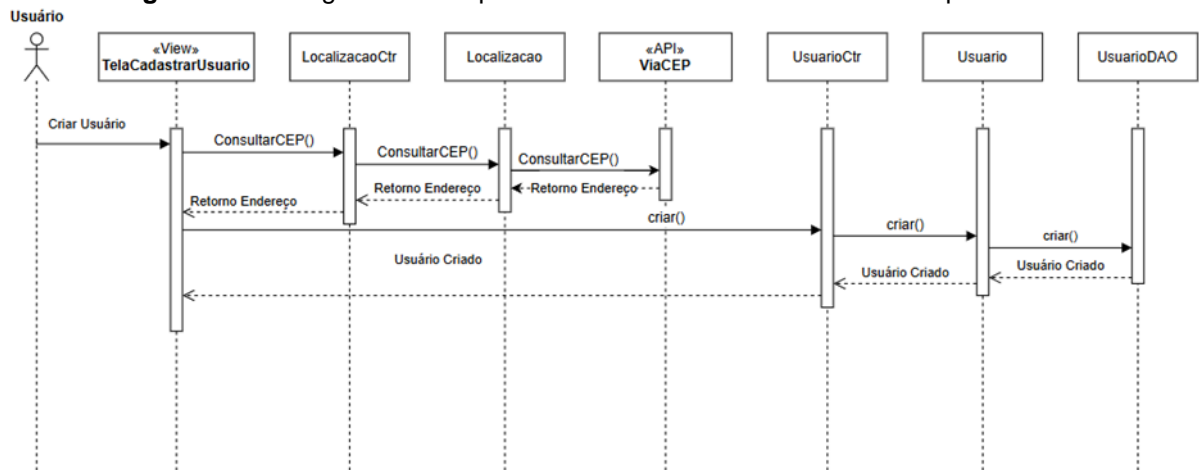 Usuário
«View»
TelaCadastrarUsuario
LocalizacaoCtr
Localizacao
«API»
ViaCEP
UsuarioCtr
Usuario
UsuarioDAO
Criar Usuário
ConsultarCEP()
ConsultarCEP()
ConsultarCEP()
Retorno Endereço
Retorno Endereço
Retorno Endereço
criar()
criar()
criar()
Usuário Criado
Usuário Criado
Usuário Criado